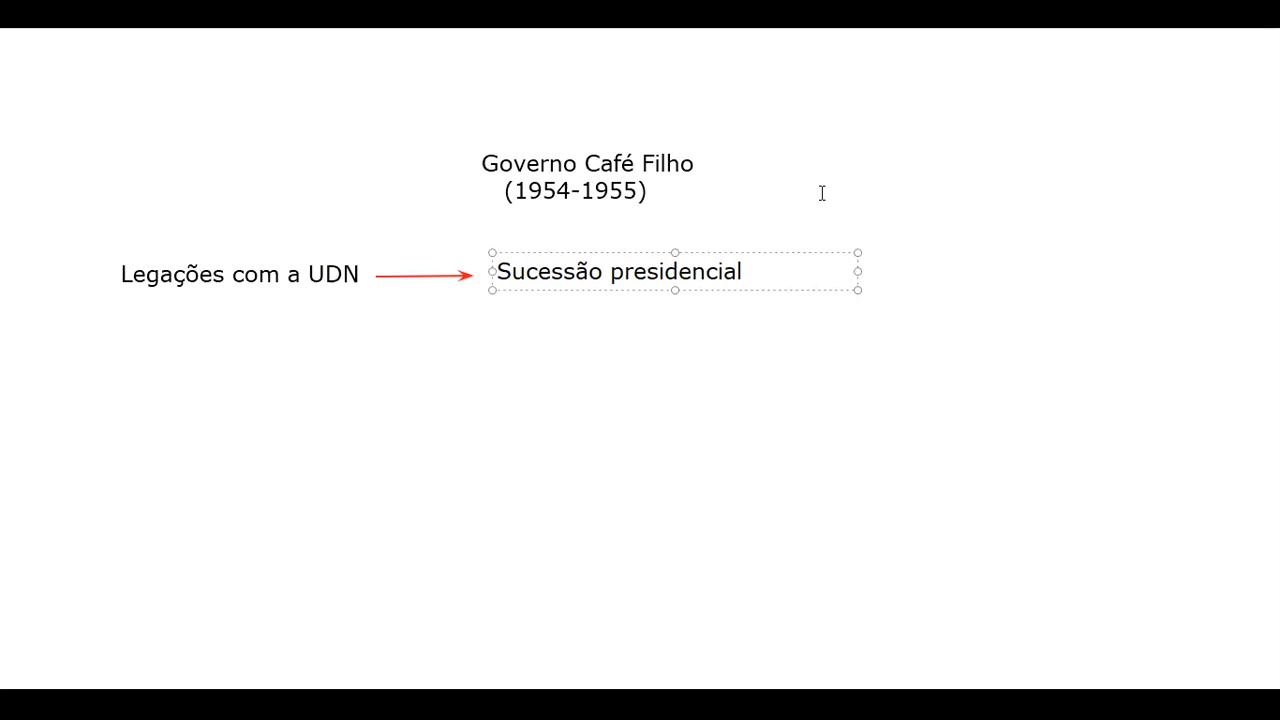 Governo Café Filho
(1954-1955)
Legações com a UDN
Sucessão presidencial